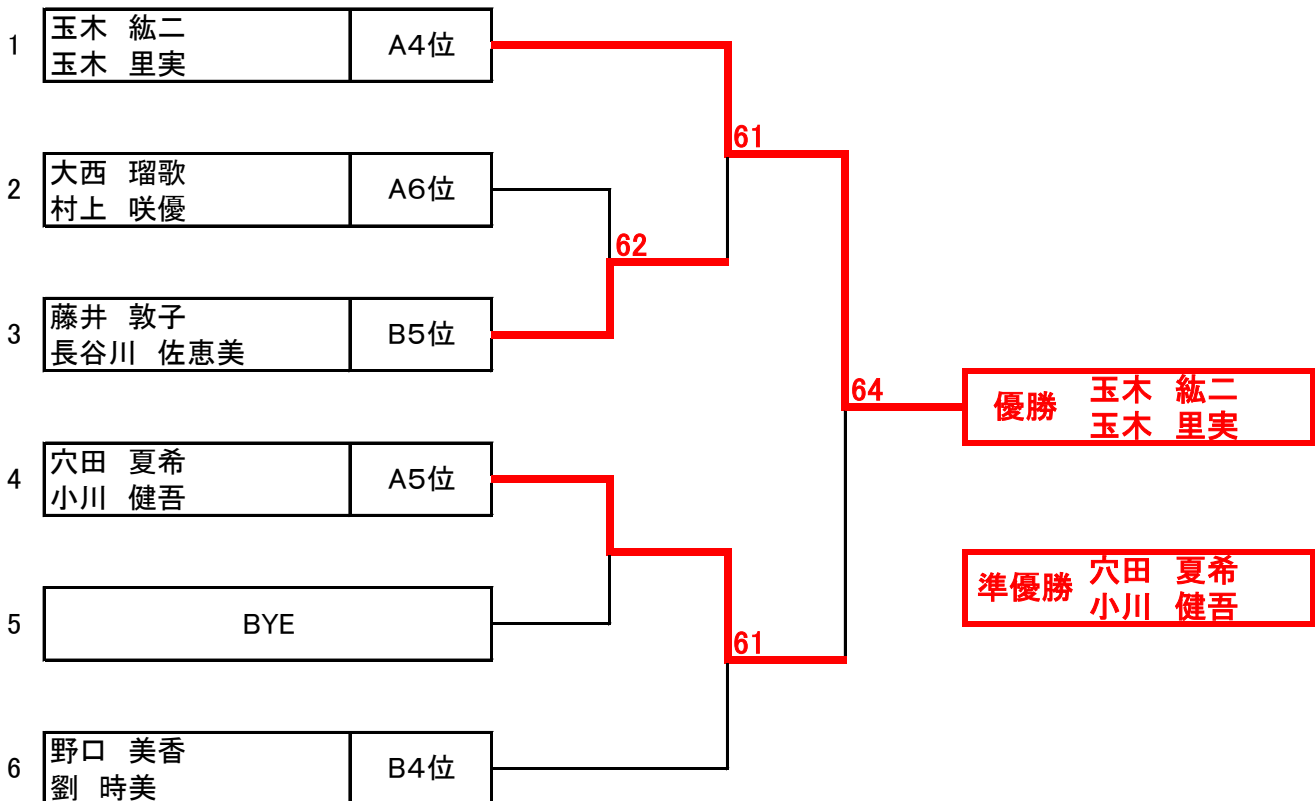 1
玉木 紘二
玉木 里実
A4位
61
2
大西 瑠歌
村上 咲優
A6位
62
3
藤井 敦子
長谷川 佐恵美
B5位
64
優勝
玉木 紘二
玉木 里実
4
穴田 夏希
小川 健吾
A5位
準優勝
穴田 夏希
小川 健吾
5
BYE
61
6
野口 美香
劉 時美
B4位